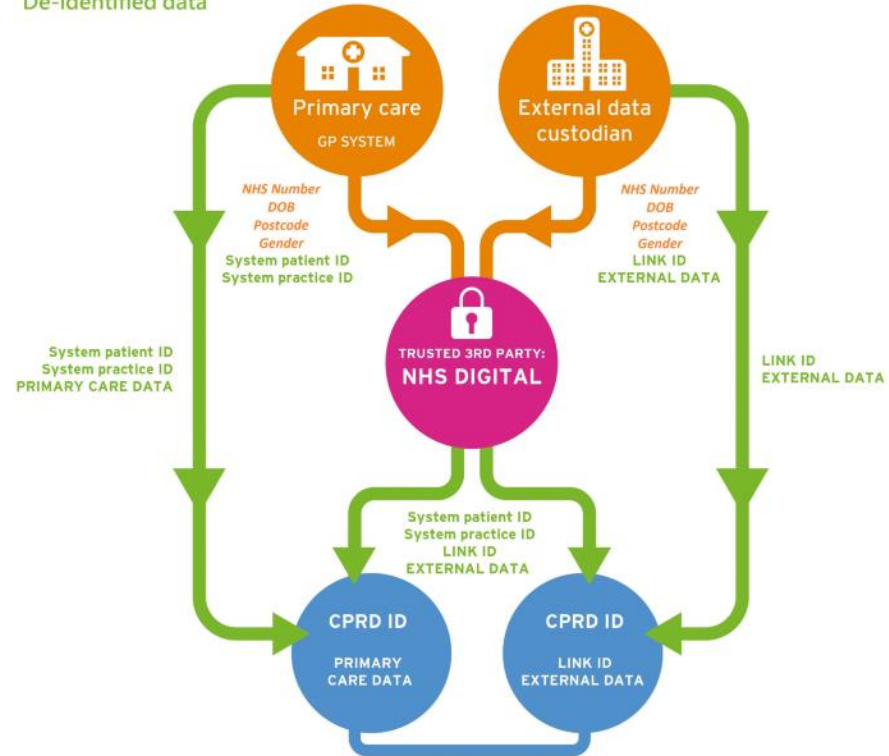 De-identified data
Primary care
GP SYSTEM
External data
custodian
NHS Number
DOB
Postcode
Gender
System patient ID
System practice ID
NHS Number
DOB
Postcode
Gender
LINK ID
EXTERNAL DATA
TRUSTED 3RD PARTY:
NHS DIGITAL
System patient ID
System practice ID
PRIMARY CARE DATA
LINK ID
EXTERNAL DATA
System patient ID
System practice ID
LINK ID
EXTERNAL DATA
CPRD ID
PRIMARY
CARE DATA
CPRD ID
LINK ID
EXTERNAL DATA